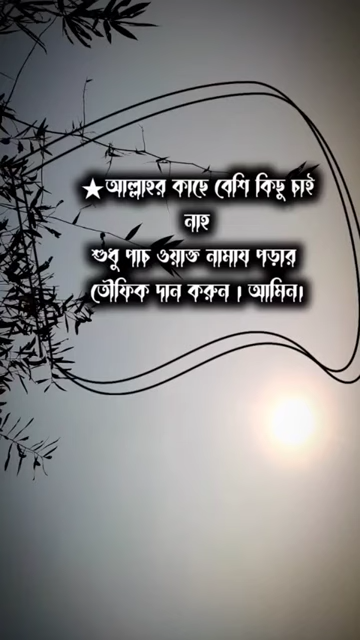 ★আল্লাহর কাছে বেশি কিছু চাই
নাহ
শুধু পাচ ওয়াক্ত নামায পড়ার
তৌফিক দান করুন । আমিন।